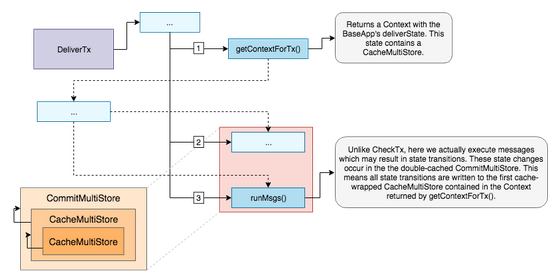 ...
Returns a Context with the
BaseApp's deliverState. This
state contains a
CacheMultiStore.
DeliverTx
1
getContextForTx()
...
2
...
Unlike CheckTx, here we actually execute messages
which may result in state transitions. These state changes
occur in the the double-cached CommitMultiStore. This
means all state transitions are written to the first cache-
wrapped CacheMultiStore contained in the Context
returned by getContextForTx().
3
runMsgs()
CommitMultiStore
CacheMultiStore
CacheMultiStore